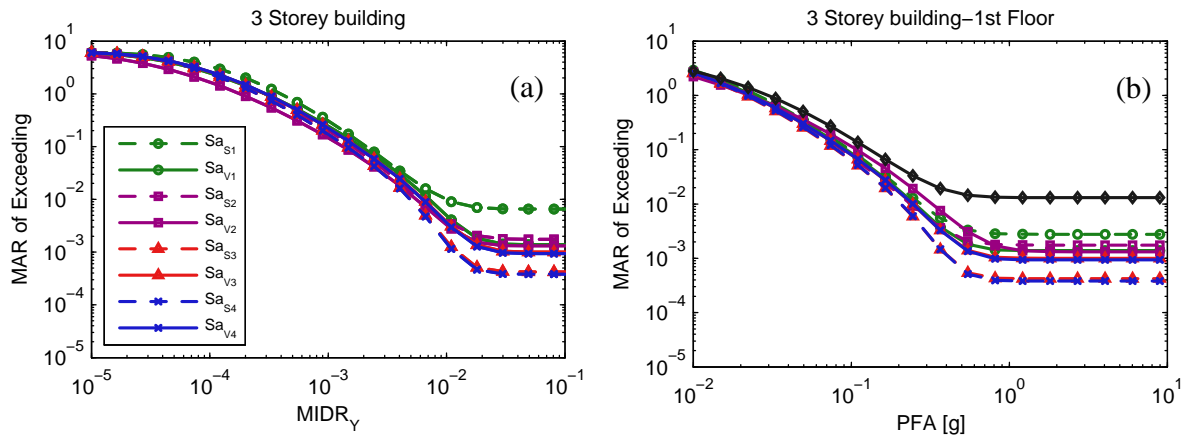 3 Storey building
(a)
MAR of Exceeding
10^1
10^0
10^-1
10^-2
10^-3
10^-4
10^-5
Sa_S1
Sa_V1
Sa_S2
Sa_V2
Sa_S3
Sa_V3
Sa_S4
Sa_V4
10^-5 10^-4 10^-3 10^-2 10^-1
MIDR_Y
3 Storey building–1st Floor
(b)
MAR of Exceeding
10^1
10^0
10^-1
10^-2
10^-3
10^-4
10^-5
10^-2 10^-1 10^0 10^1
PFA [g]